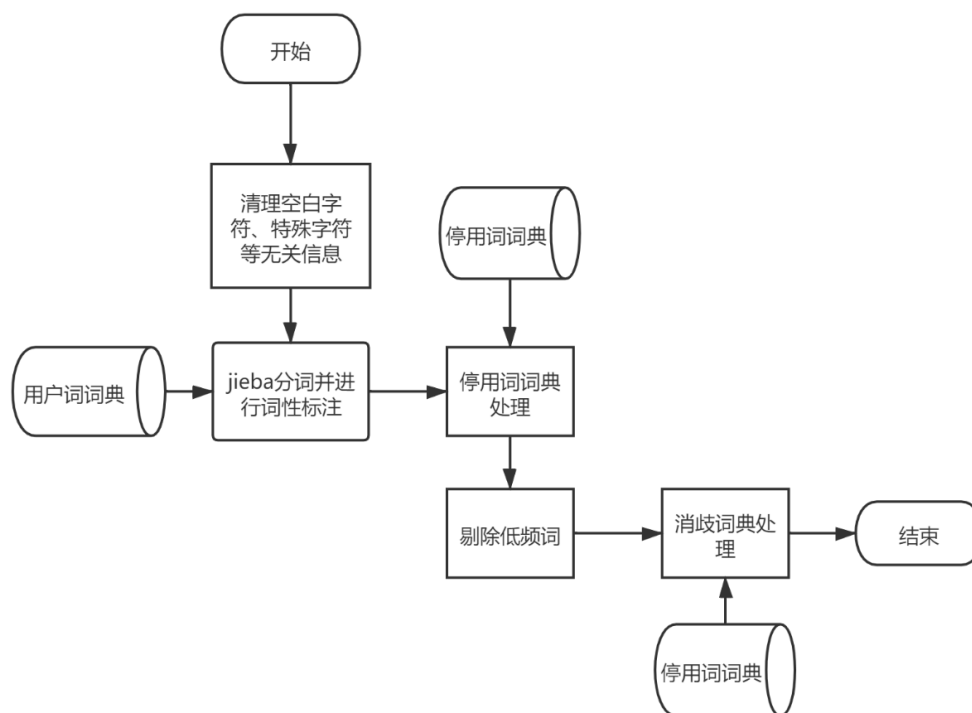 开始
清理空白字
符、特殊字符
等无关信息
停用词词典
用户词词典
jieba分词并进
行词性标注
停用词词典
处理
剔除低频词
消歧词典处
理
结束
停用词词典